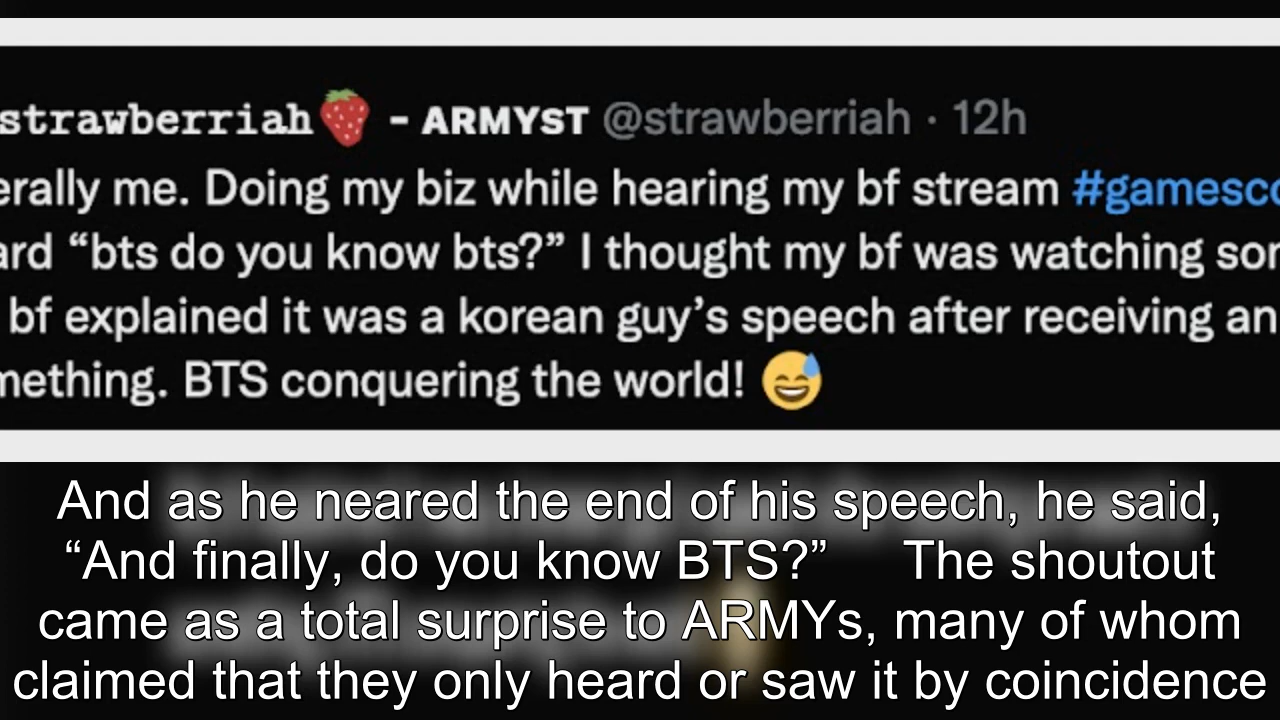 strawberriah🍓 - ARMYST @strawberriah · 12h
erally me. Doing my biz while hearing my bf stream #gamesco
ard “bts do you know bts?” I thought my bf was watching
bf explained it was a korean guy’s speech after receiving an
mething. BTS conquering the world! 😅
And as he neared the end of his speech, he said,
“And finally, do you know BTS?” The shoutout
came as a total surprise to ARMYs, many of whom
claimed that they only heard or saw it by coincidence